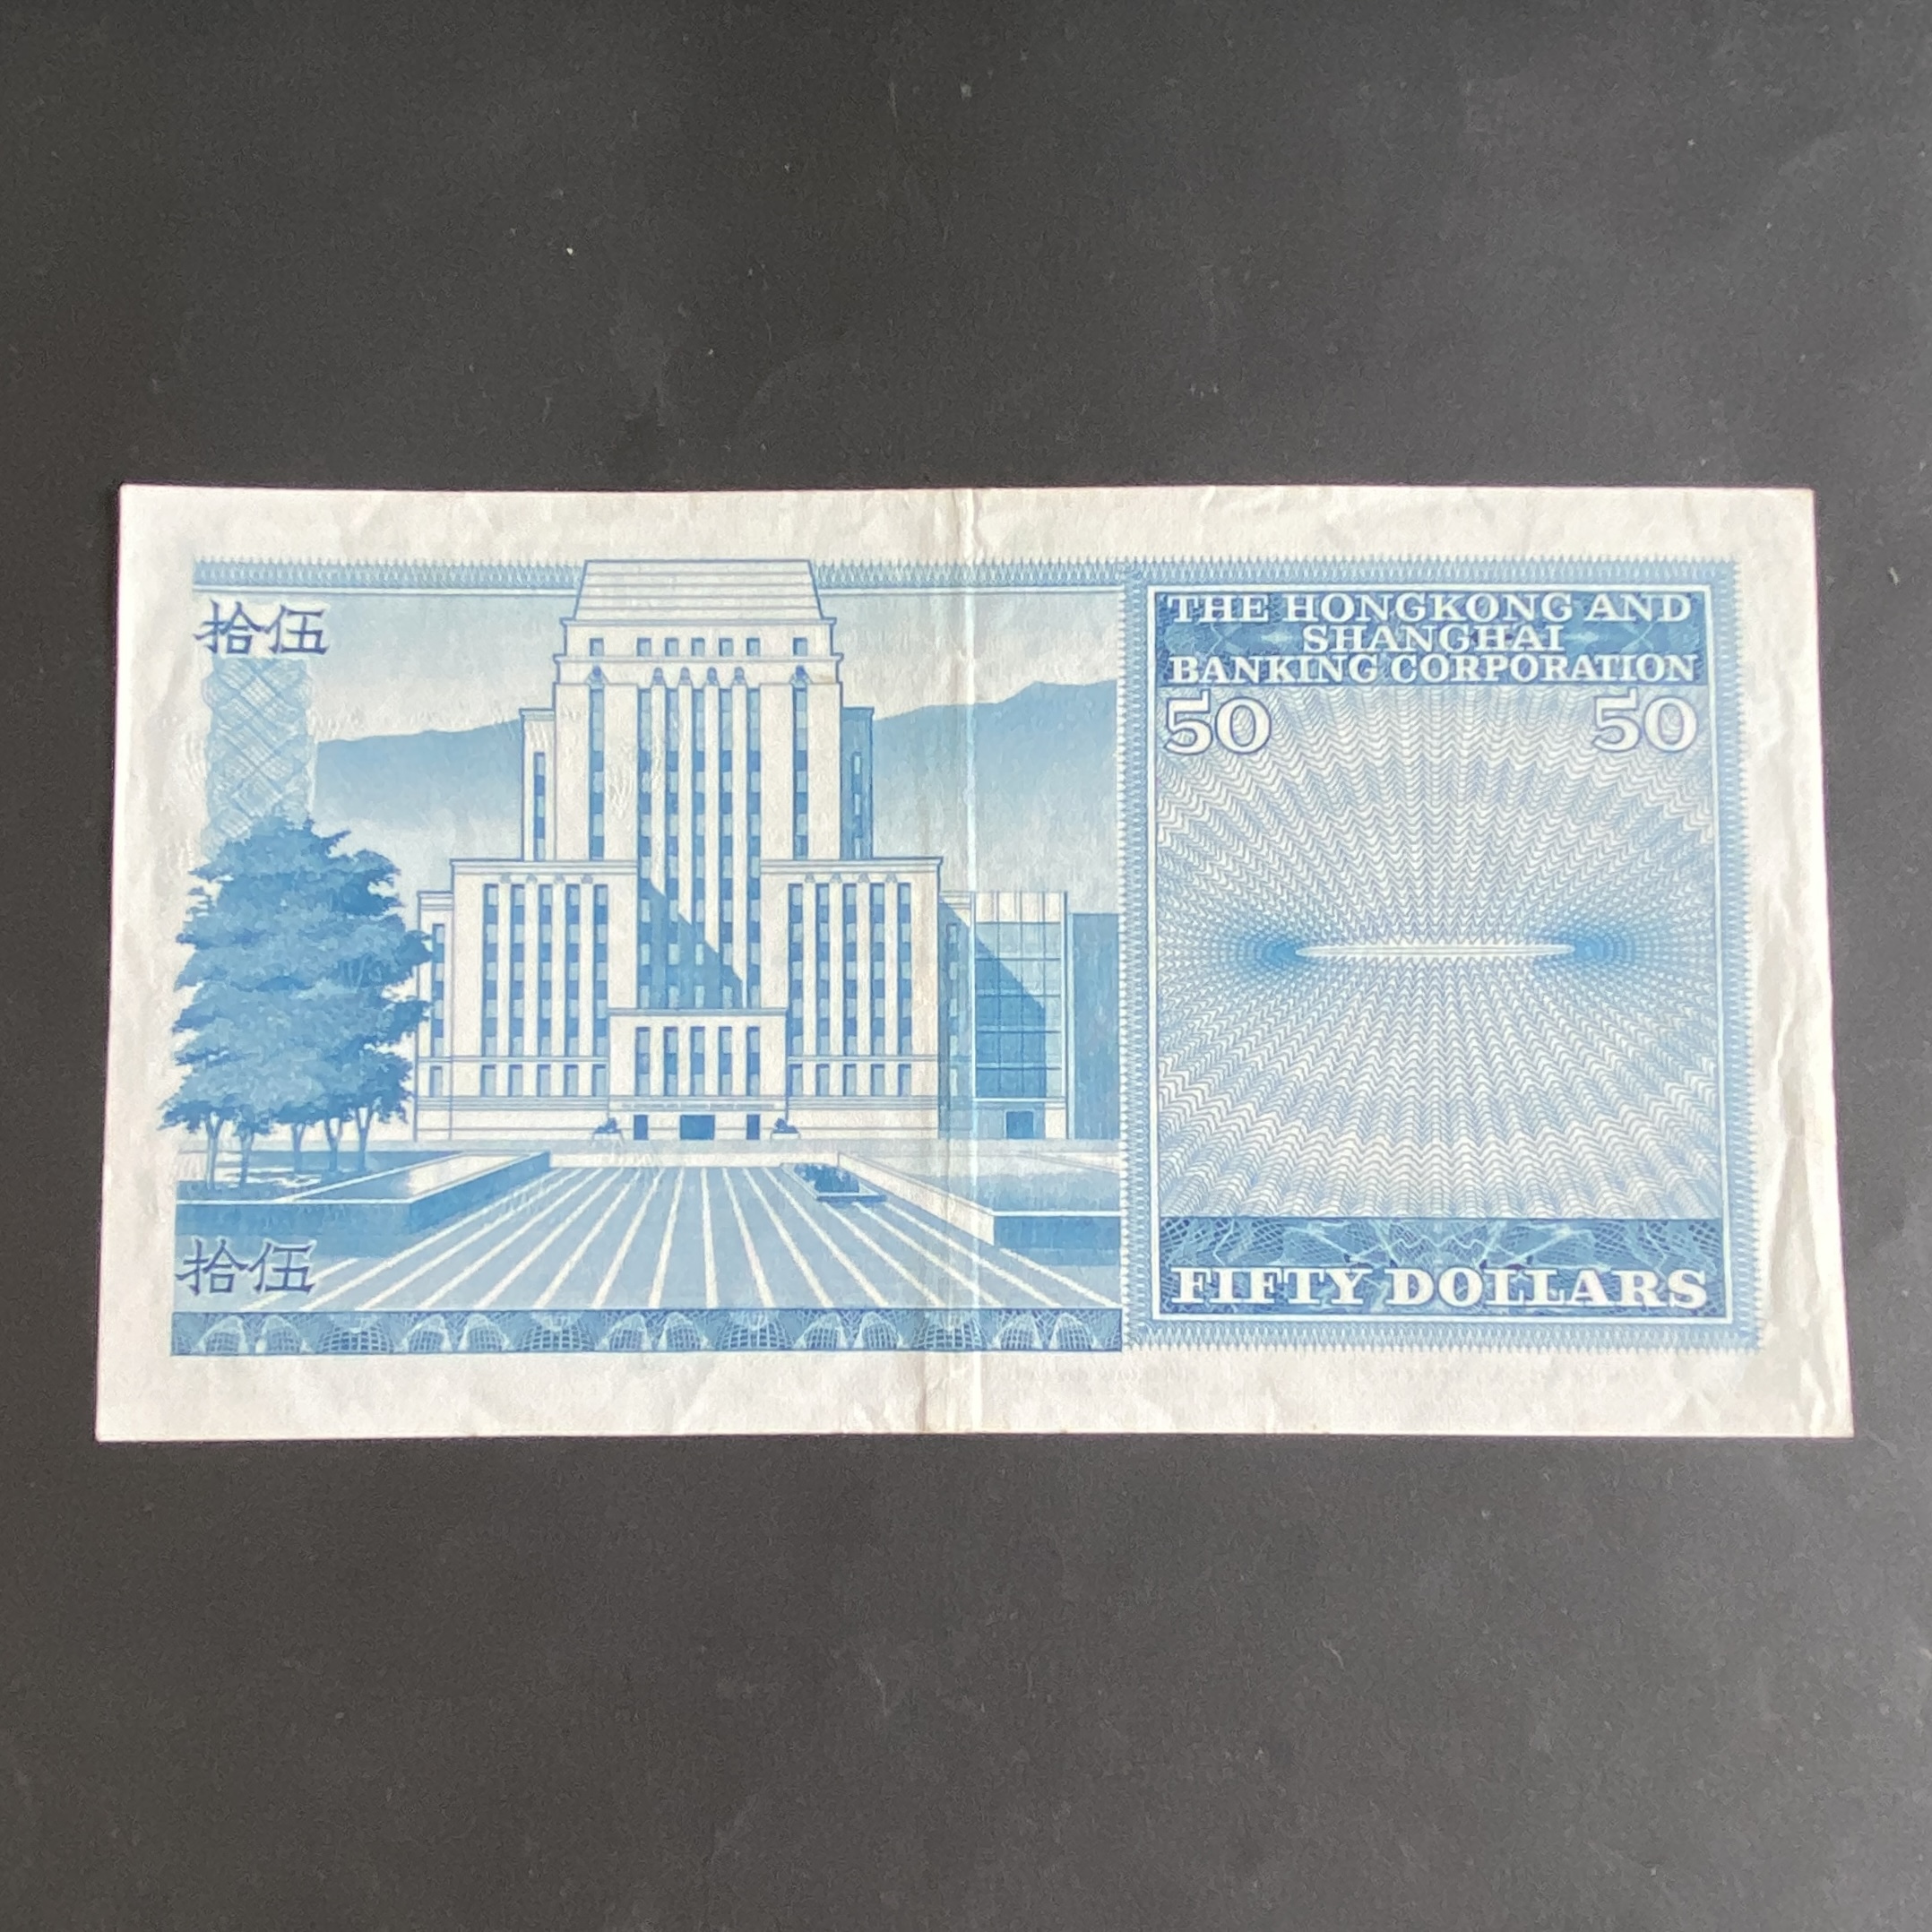 拾伍
拾伍
THE HONGKONG AND
SHANGHAI
BANKING CORPORATION
50 50
FIFTY DOLLARS